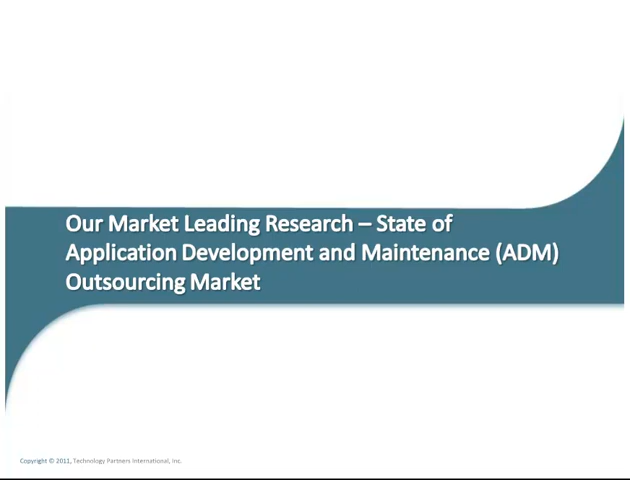 Our Market Leading Research – State of
Application Development and Maintenance (ADM)
Outsourcing Market
Copyright © 2011, Technology Partners International, Inc.